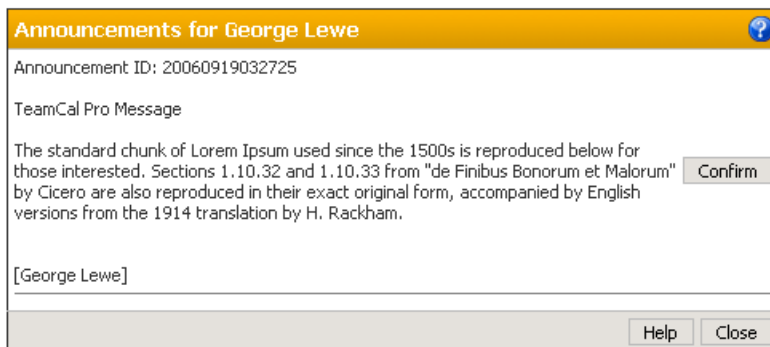 Announcements for George Lewe
?
Announcement ID: 20060919032725
TeamCal Pro Message
The standard chunk of Lorem Ipsum used since the 1500s is reproduced below for
those interested. Sections 1.10.32 and 1.10.33 from "de Finibus Bonorum et Malorum"
by Cicero are also reproduced in their exact original form, accompanied by English
versions from the 1914 translation by H. Rackham.
Confirm
[George Lewe]
Help Close